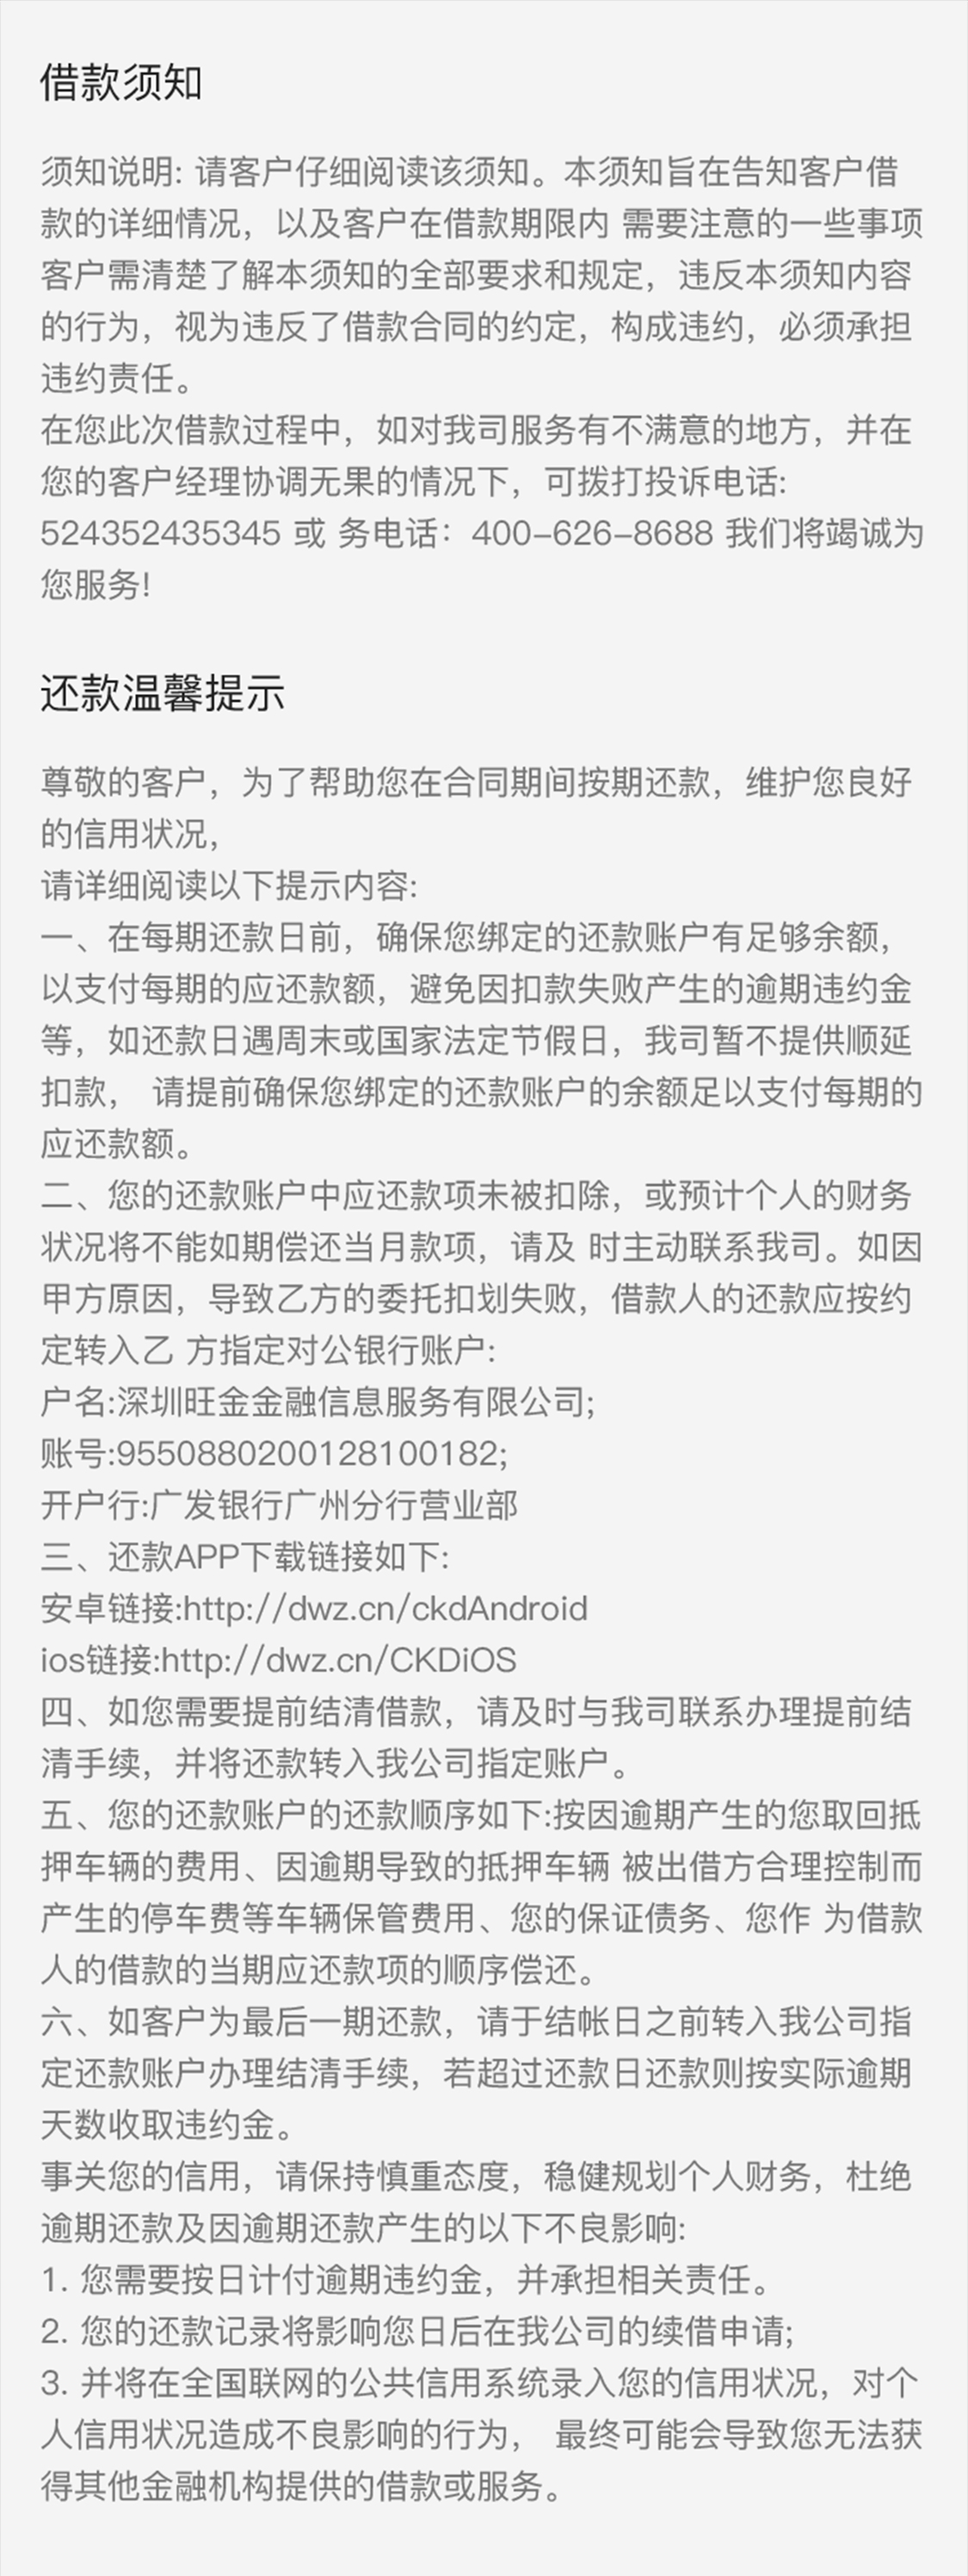 借款须知
须知说明: 请客户仔细阅读该须知。本须知旨在告知客户借
款的详细情况，以及客户在借款期限内 需要注意的一些事项
客户需清楚了解本须知的全部要求和规定，违反本须知内容
的行为，视为违反了借款合同的约定，构成违约，必须承担
违约责任。
在您此次借款过程中，如对我司服务有不满意的地方，并在
您的客户经理协调无果的情况下，可拨打投诉电话:
524352435345 或 务电话：400-626-8688 我们将竭诚为
您服务!
还款温馨提示
尊敬的客户，为了帮助您在合同期间按期还款，维护您良好
的信用状况，
请详细阅读以下提示内容:
一、在每期还款日前，确保您绑定的还款账户有足够余额，
以支付每期的应还款额，避免因扣款失败产生的逾期违约金
等，如还款日遇周末或国家法定节假日，我司暂不提供顺延
扣款， 请提前确保您绑定的还款账户的余额足以支付每期的
应还款额。
二、您的还款账户中应还款项未被扣除，或预计个人的财务
状况将不能如期偿还当月款项，请及 时主动联系我司。如因
甲方原因，导致乙方的委托扣划失败，借款人的还款应按约
定转入乙 方指定对公银行账户:
户名:深圳旺金金融信息服务有限公司;
账号:9550880200128100182;
开户行:广发银行广州分行营业部
三、还款APP下载链接如下:
安卓链接:http://dwz.cn/ckdAndroid
ios链接:http://dwz.cn/CKDiOS
四、如您需要提前结清借款，请及时与我司联系办理提前结
清手续，并将还款转入我公司指定账户。
五、您的还款账户的还款顺序如下:按因逾期产生的您取回抵
押车辆的费用、因逾期导致的抵押车辆 被出借方合理控制而
产生的停车费等车辆保管费用、您的保证债务、您作 为借款
人的借款的当期应还款项的顺序偿还。
六、如客户为最后一期还款，请于结帐日之前转入我公司指
定还款账户办理结清手续，若超过还款日还款则按实际逾期
天数收取违约金。
事关您的信用，请保持慎重态度，稳健规划个人财务，杜绝
逾期还款及因逾期还款产生的以下不良影响:
1. 您需要按日计付逾期违约金，并承担相关责任。
2. 您的还款记录将影响您日后在我公司的续借申请;
3. 并将在全国联网的公共信用系统录入您的信用状况，对个
人信用状况造成不良影响的行为， 最终可能会导致您无法获
得其他金融机构提供的借款或服务。